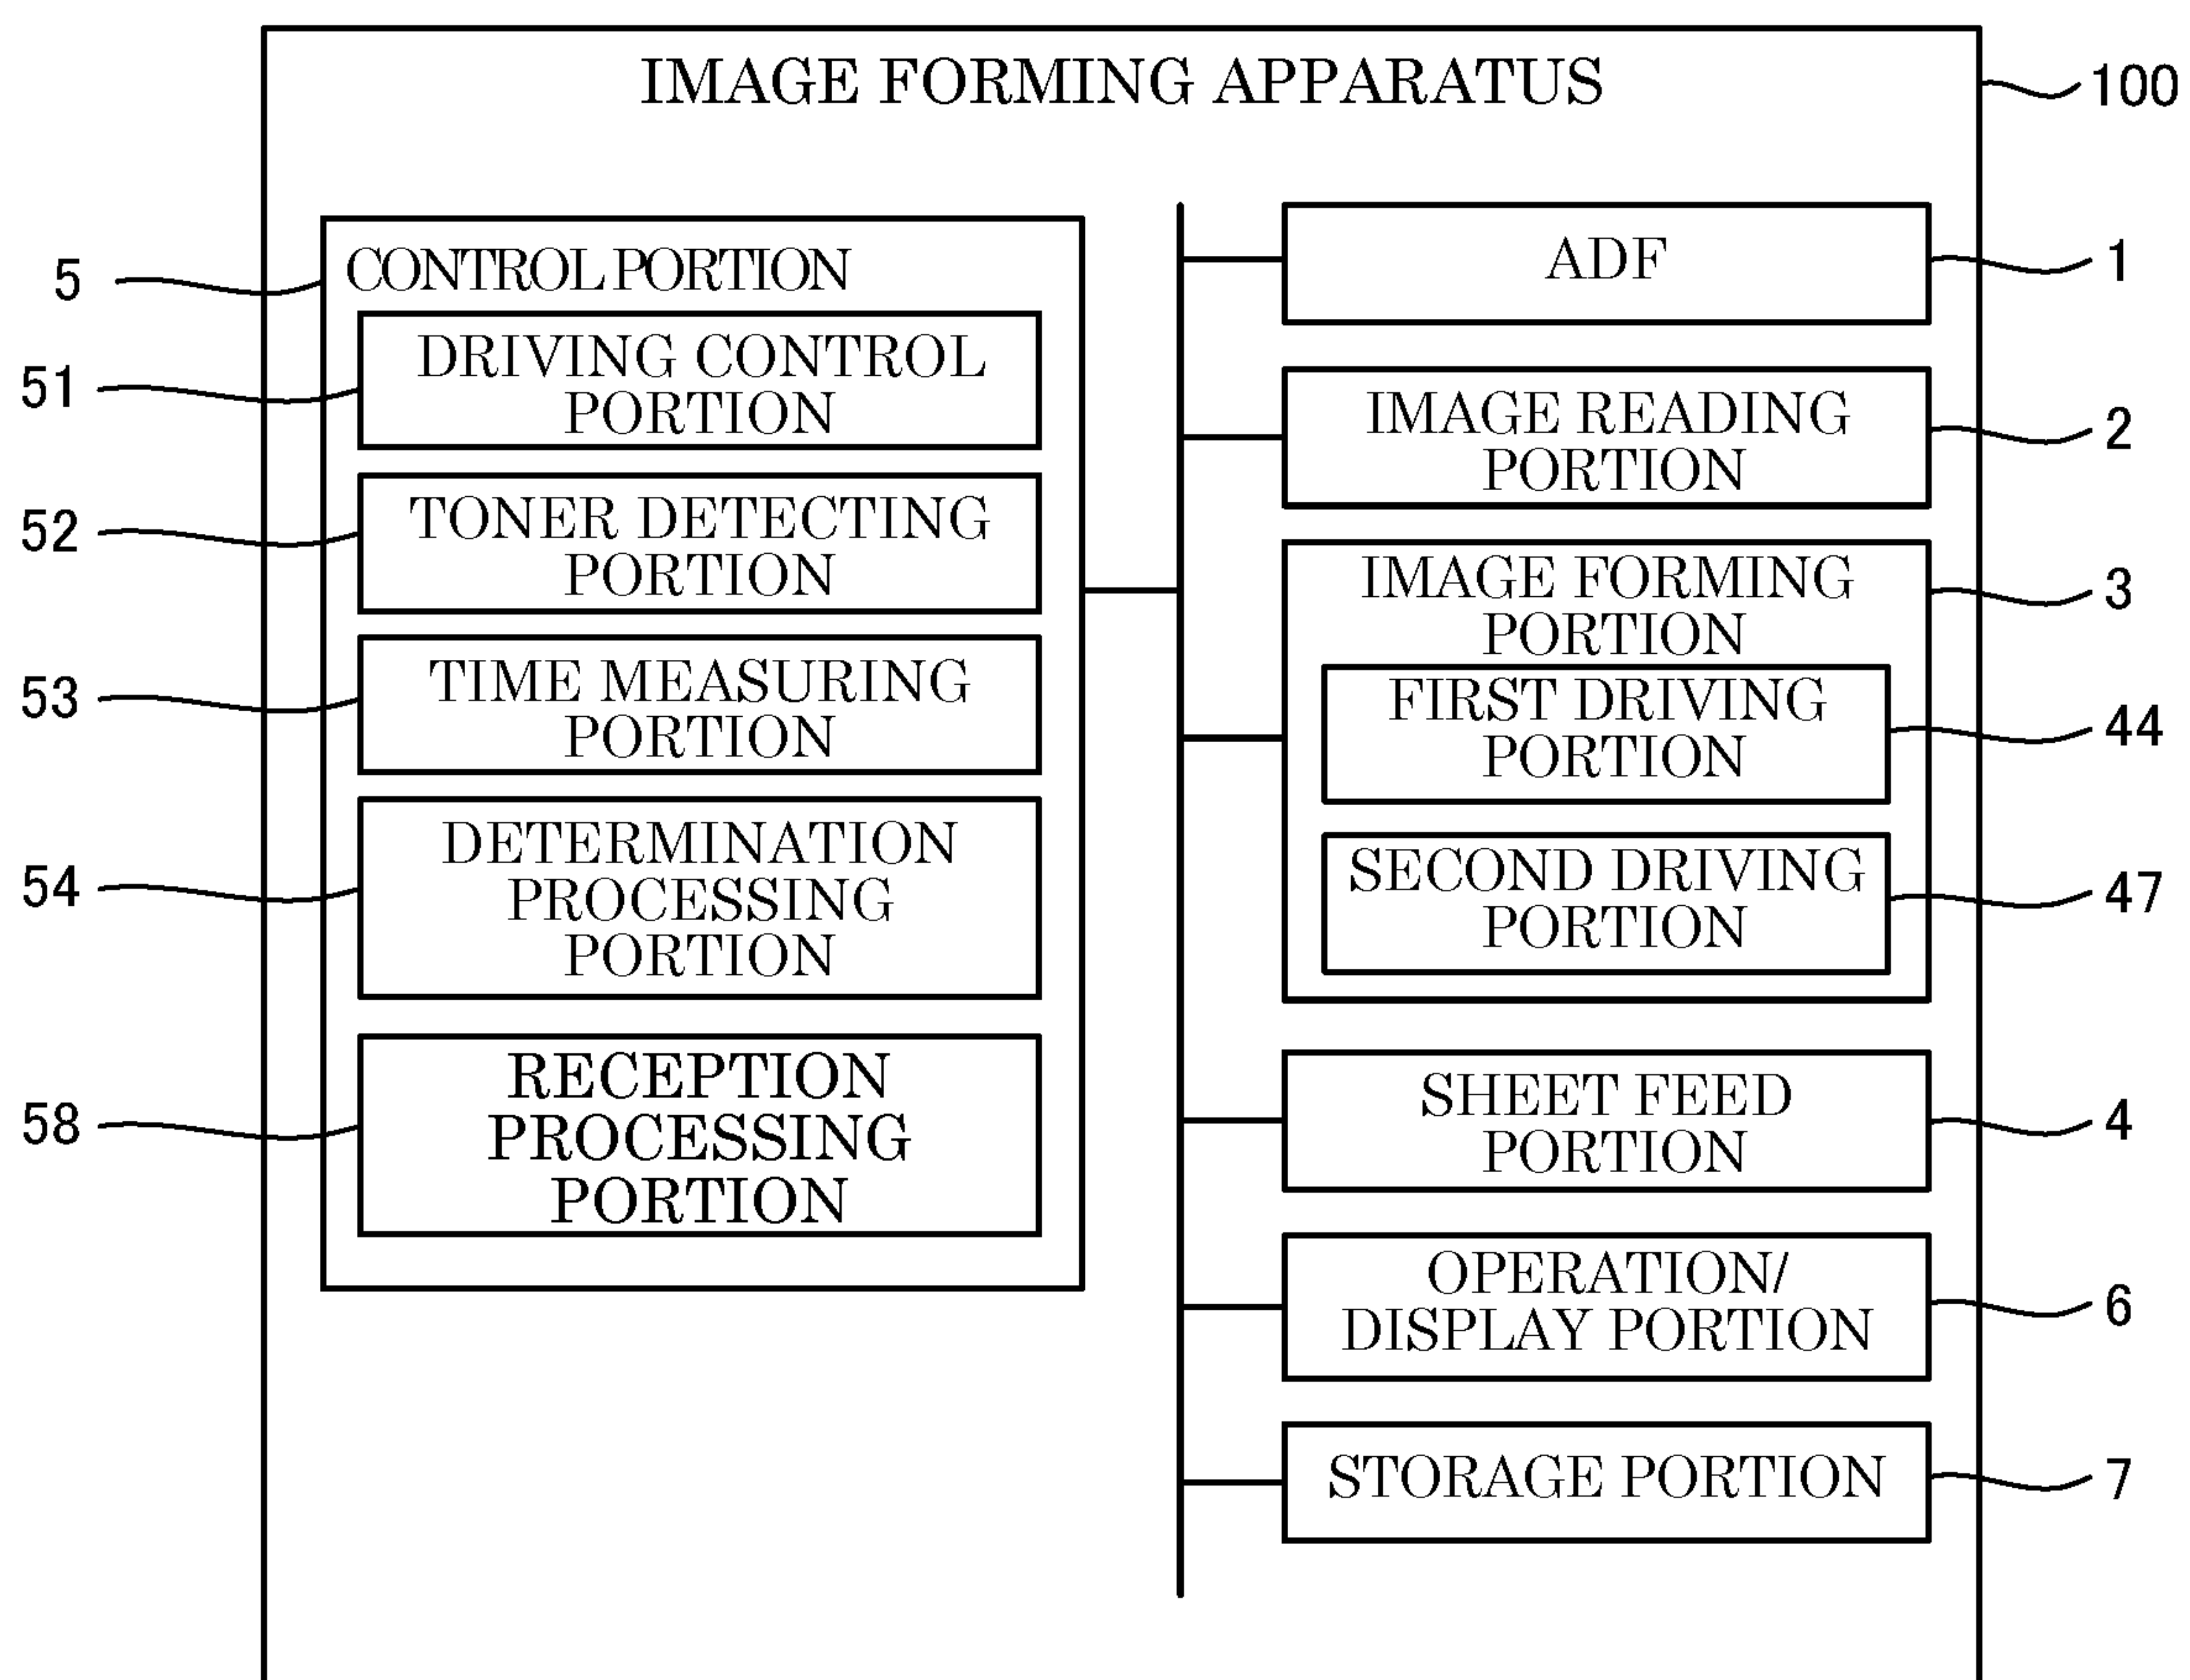 IMAGE FORMING APPARATUS
100
5
CONTROL PORTION
51
DRIVING CONTROL
PORTION
52
TONER DETECTING
PORTION
53
TIME MEASURING
PORTION
54
DETERMINATION
PROCESSING
PORTION
58
RECEPTION
PROCESSING
PORTION
ADF
1
IMAGE READING
PORTION
2
IMAGE FORMING
PORTION
3
FIRST DRIVING
PORTION
44
SECOND DRIVING
PORTION
47
SHEET FEED
PORTION
4
OPERATION/
DISPLAY PORTION
6
STORAGE PORTION
7